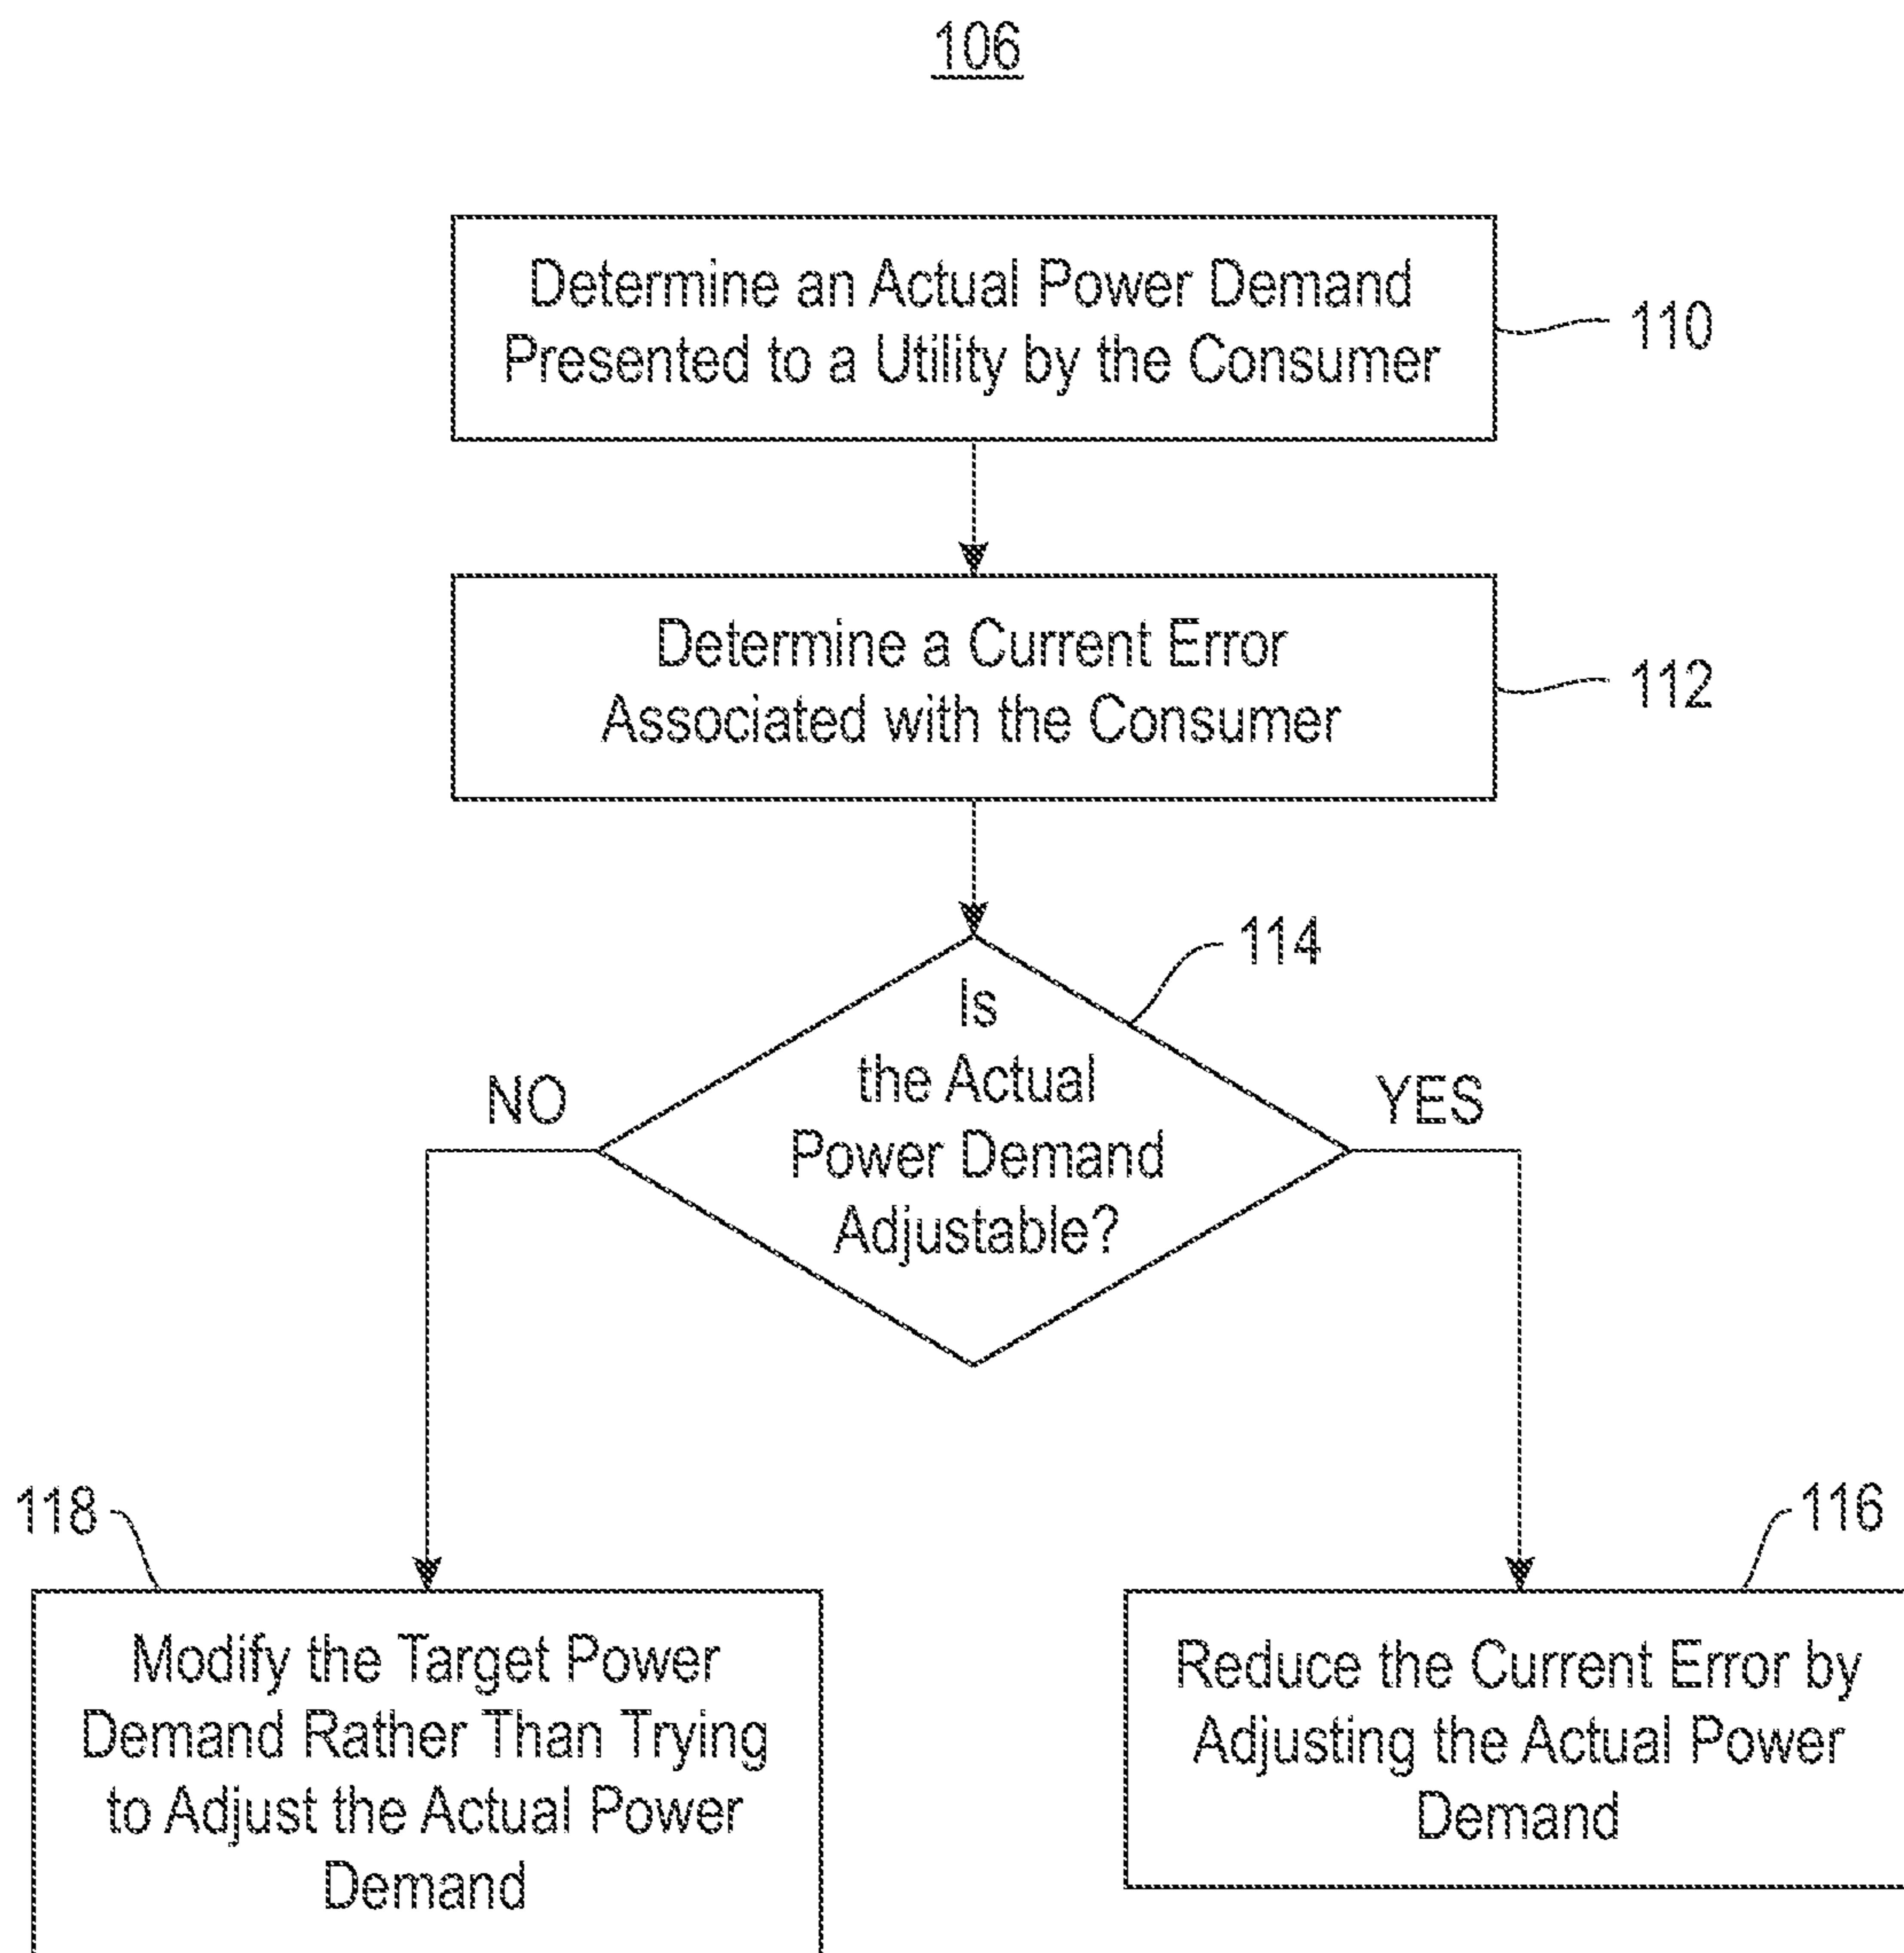 106
Determine an Actual Power Demand
Presented to a Utility by the Consumer
110
Determine a Current Error
Associated with the Consumer
112
114
Is
the Actual
Power Demand
Adjustable?
NO
YES
118
Modify the Target Power
Demand Rather Than Trying
to Adjust the Actual Power
Demand
116
Reduce the Current Error by
Adjusting the Actual Power
Demand